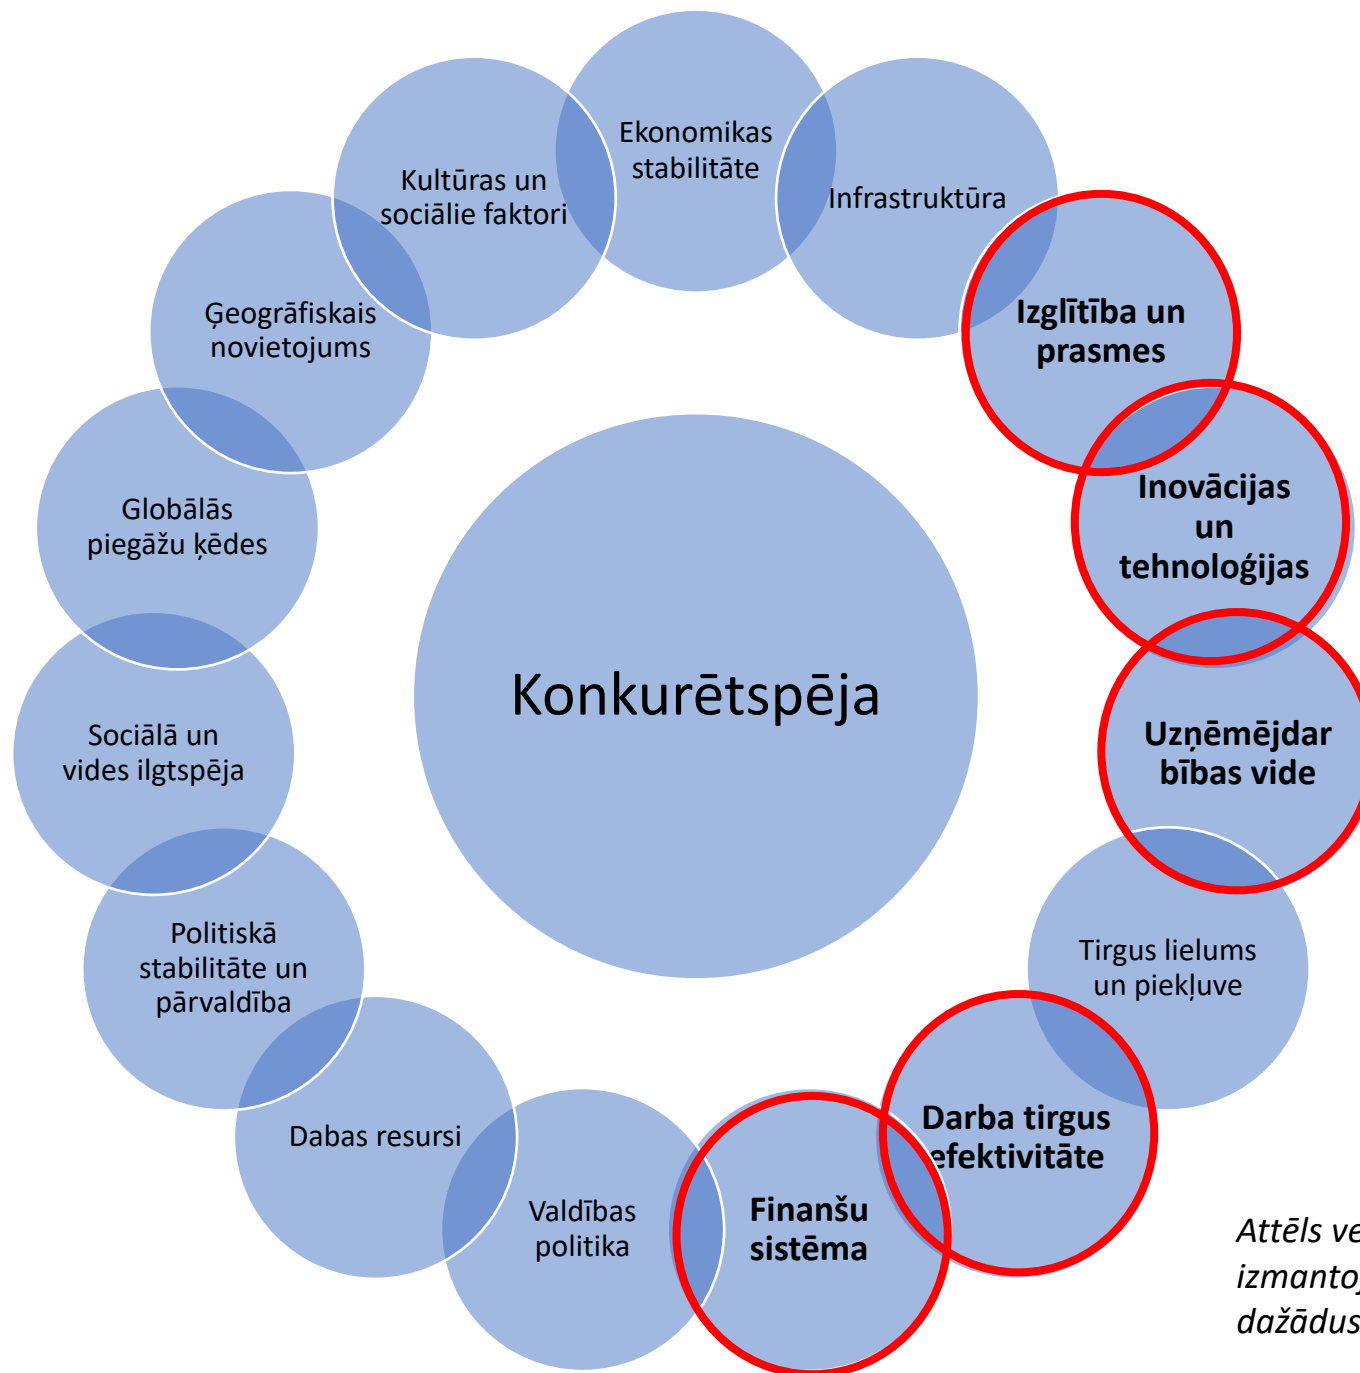 Ekonomikas
stabilitāte
Infrastruktūra
Izglītība un
prasmes
Inovācijas
un
tehnoloģijas
Uzņēmējdar
bības vide
Tirgus lielums
un piekļuve
Darba tirgus
efektivitāte
Finanšu
sistēma
Valdības
politika
Dabas resursi
Politiskā
stabilitāte un
pārvaldība
Sociālā un
vides ilgtspēja
Globālās
piegāžu ķēdes
Ģeogrāfiskais
novietojums
Kultūras un
sociālie faktori
Konkurētspēja
Attēls
dažādus